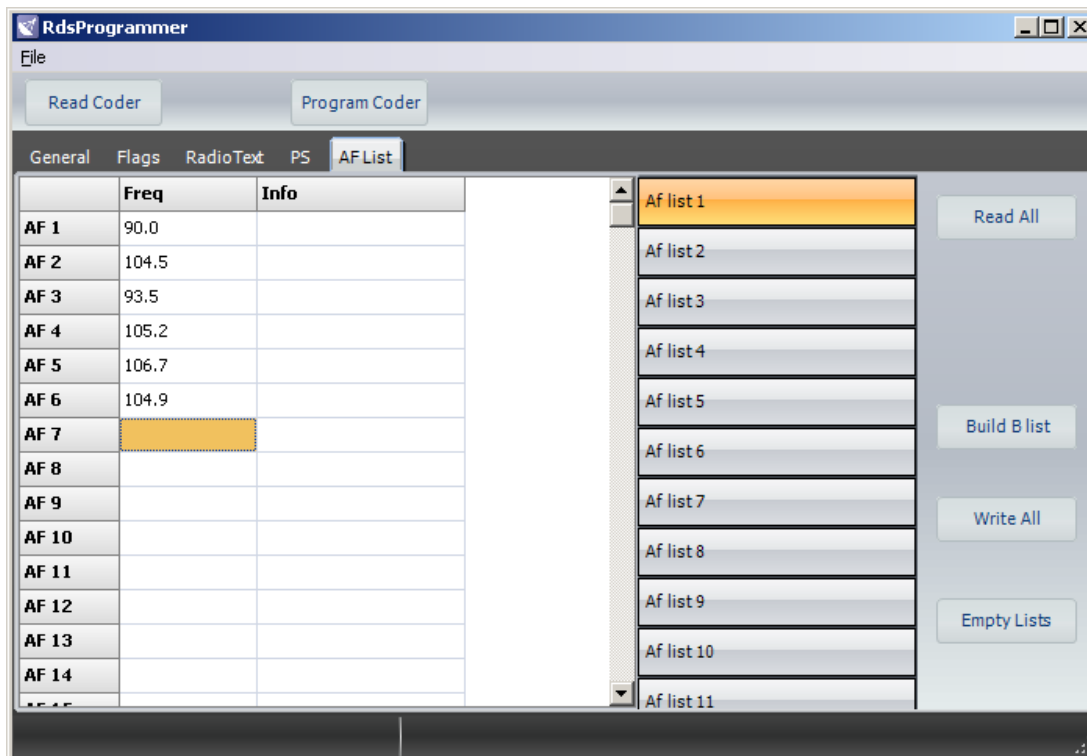 RdsProgrammer
File
Read Coder Program Coder
General Flags RadioText PS AF List
Freq Info
AF 1 90.0
AF 2 104.5
AF 3 93.5
AF 4 105.2
AF 5 106.7
AF 6 104.9
AF 7
AF 8
AF 9
AF 10
AF 11
AF 12
AF 13
AF 14
Af list 1
Af list 2
Af list 3
Af list 4
Af list 5
Af list 6
Af list 7
Af list 8
Af list 9
Af list 10
Af list 11
Read All
Build B list
Write All
Empty Lists